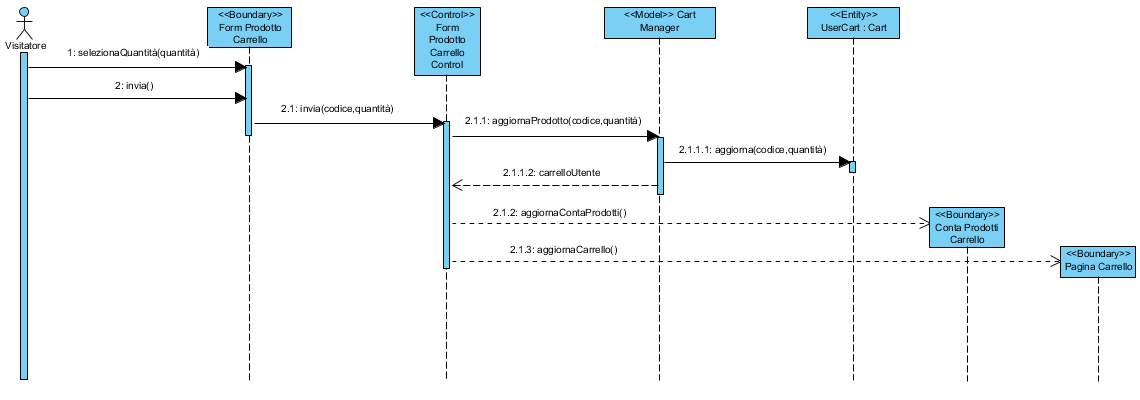 <<Boundary>>
Form Prodotto
Carrello
<<Control>>
Form
Prodotto
Carrello
Control
<<Model>> Cart
Manager
<<Entity>>
UserCart : Cart
Visitatore
1: selezionaQuantità(quantità)
2: invia()
2.1: invia(codice,quantità)
2.1.1: aggiornaProdotto(codice,quantità)
2.1.1.1: aggiorna(codice,quantità)
2.1.1.2: carrelloUtente
2.1.2: aggiornaContaProdotti()
<<Boundary>>
Conta Prodotti
Carrello
2.1.3: aggiornaCarrello()
<<Boundary>>
Pagina Carrello